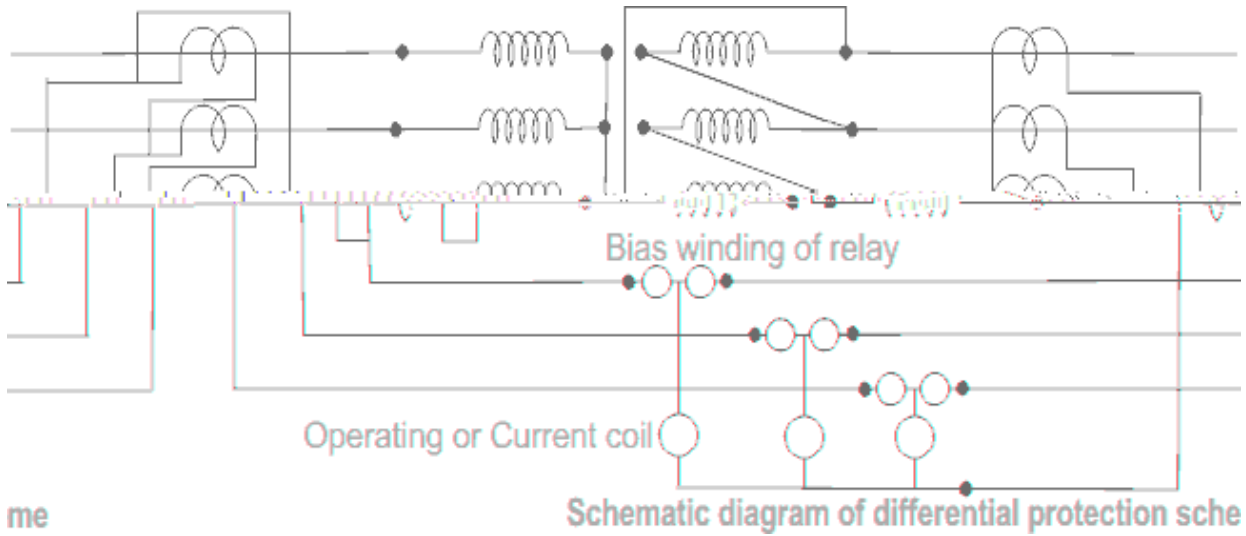 Bias winding of relay
Operating or Current coil
me
Schematic diagram of differential protection sche